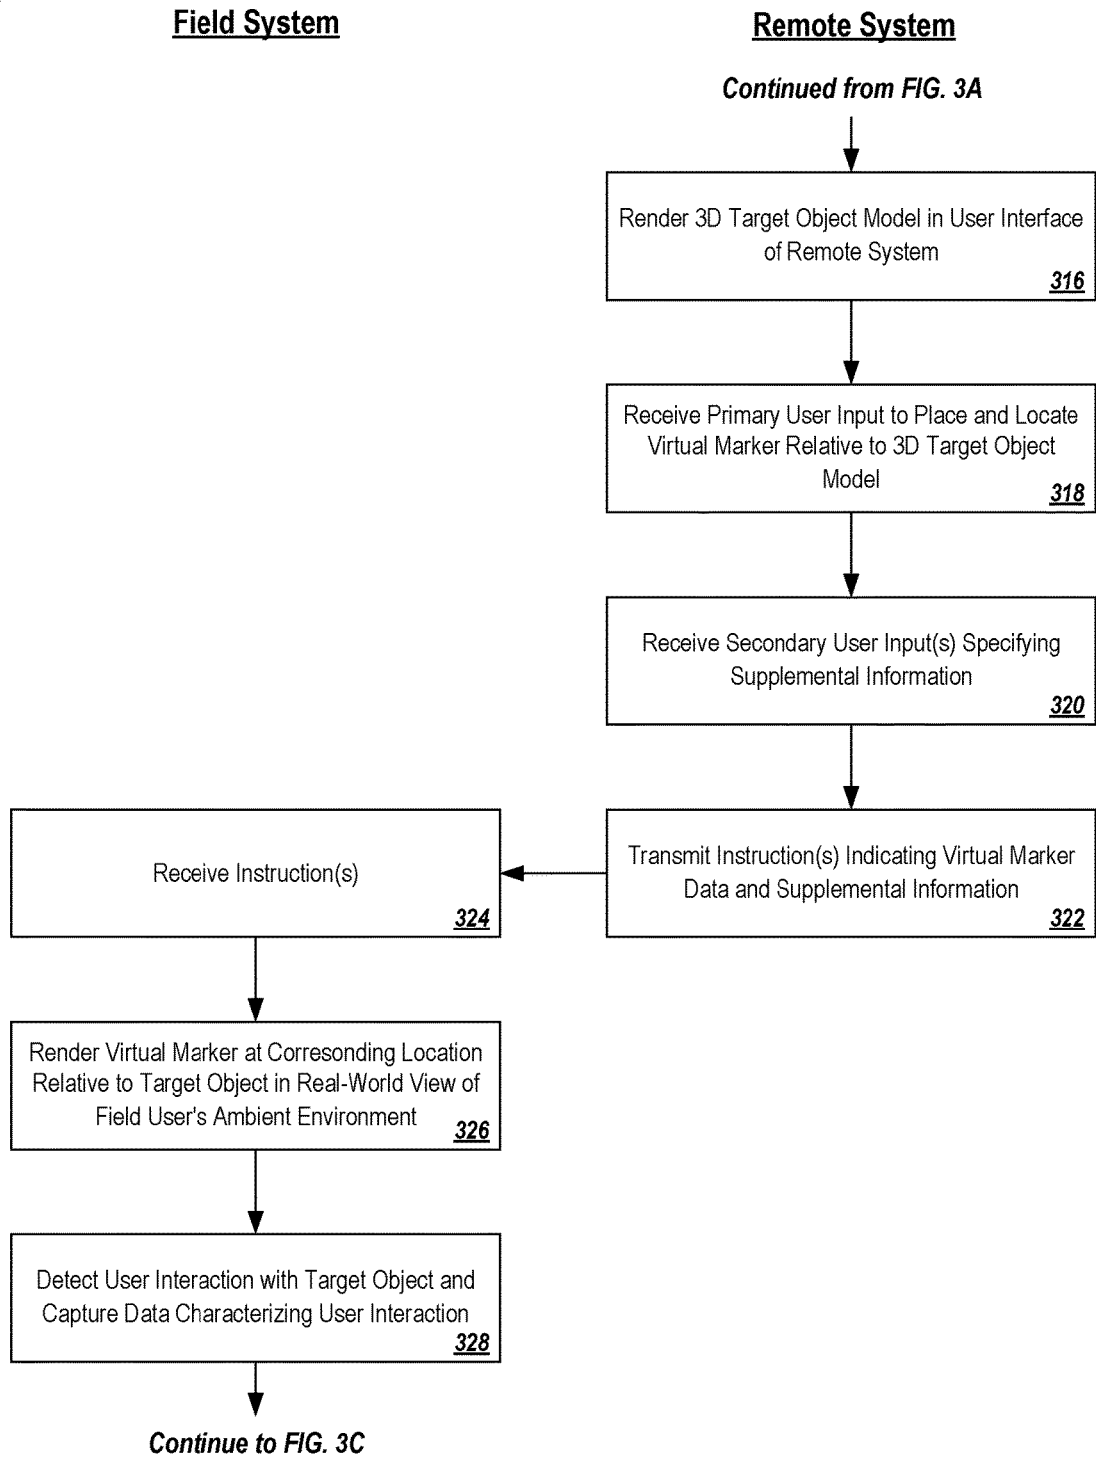 Field System
Remote System
Continued from FIG. 3A
Render 3D Target Object Model in User Interface
of Remote System
316
Receive Primary User Input to Place and Locate
Virtual Marker Relative to 3D Target Object
Model
318
Receive Secondary User Input(s) Specifying
Supplemental Information
320
Transmit Instruction(s) Indicating Virtual Marker
Data and Supplemental Information
322
Receive Instruction(s)
324
Render Virtual Marker at Corresonding Location
Relative to Target Object in Real-World View of
Field User's Ambient Environment
326
Detect User Interaction with Target Object and
Capture Data Characterizing User Interaction
328
Continue to FIG. 3C